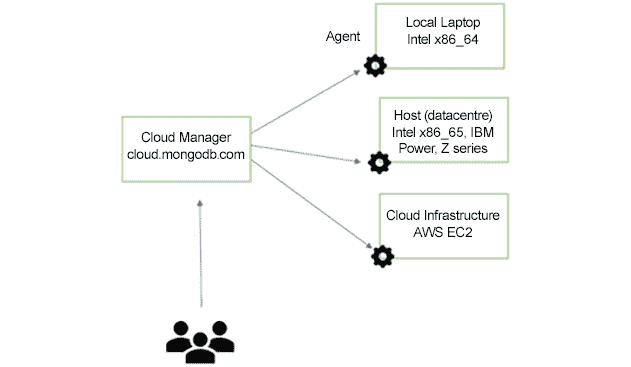 Agent
Local Laptop
Intel x86_64
Cloud Manager
cloud.mongodb.com
Host (datacentre)
Intel x86_65, IBM
Power, Z series
Cloud Infrastructure
AWS EC2